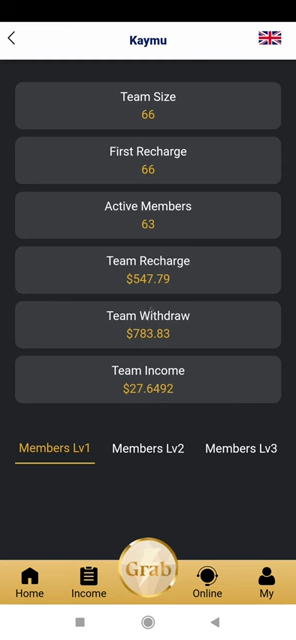 Kaymu
Team Size
66
First Recharge
66
Active Members
63
Team Recharge
$547.79
Team Withdraw
$783.83
Team Income
$27.6492
Members Lv1 Members Lv2 Members Lv3
Grab
Home Income Online My